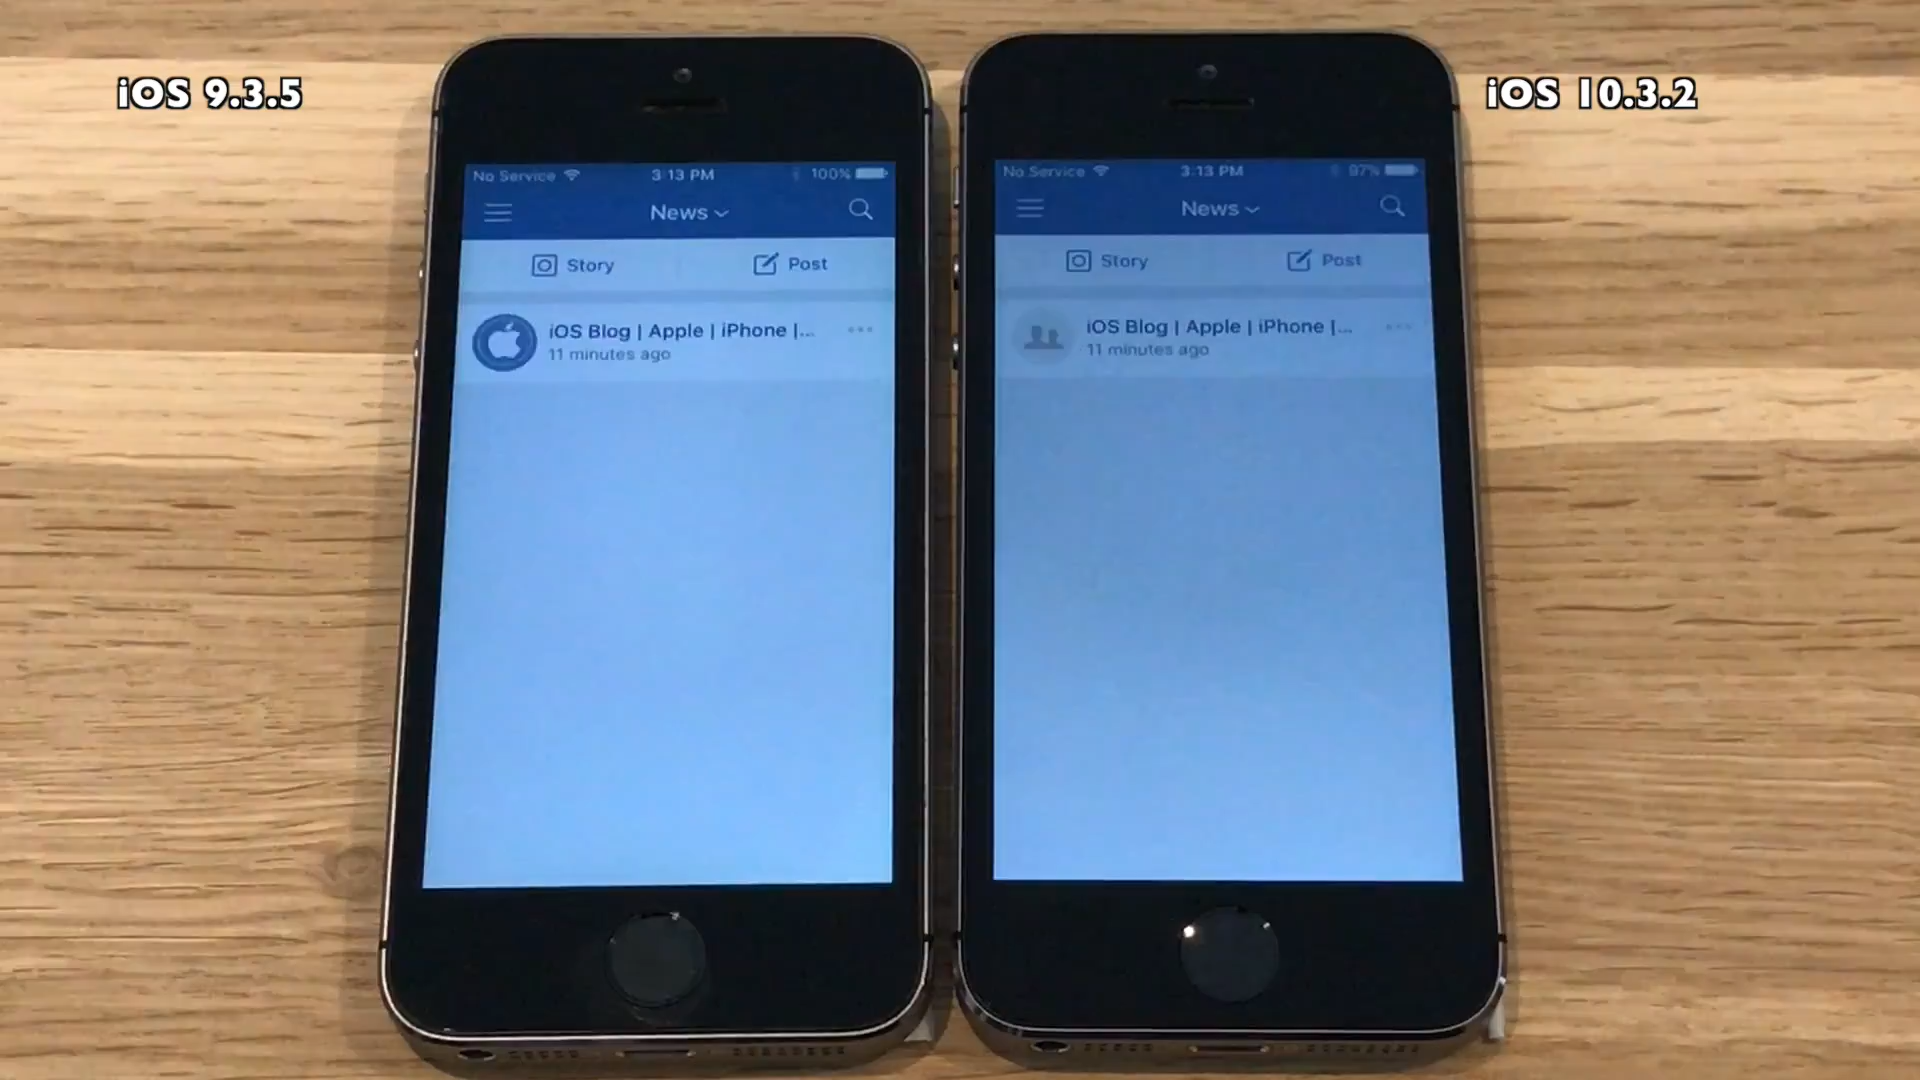 iOS 9.3.5
iOS 10.3.2
No Service 3 13 PM 100%
News
Story Post
iOS Blog | Apple | iPhone |...
11 minutes ago
No Service 3:13 PM 97%
News
Story Post
iOS Blog | Apple | iPhone |...
11 minutes ago